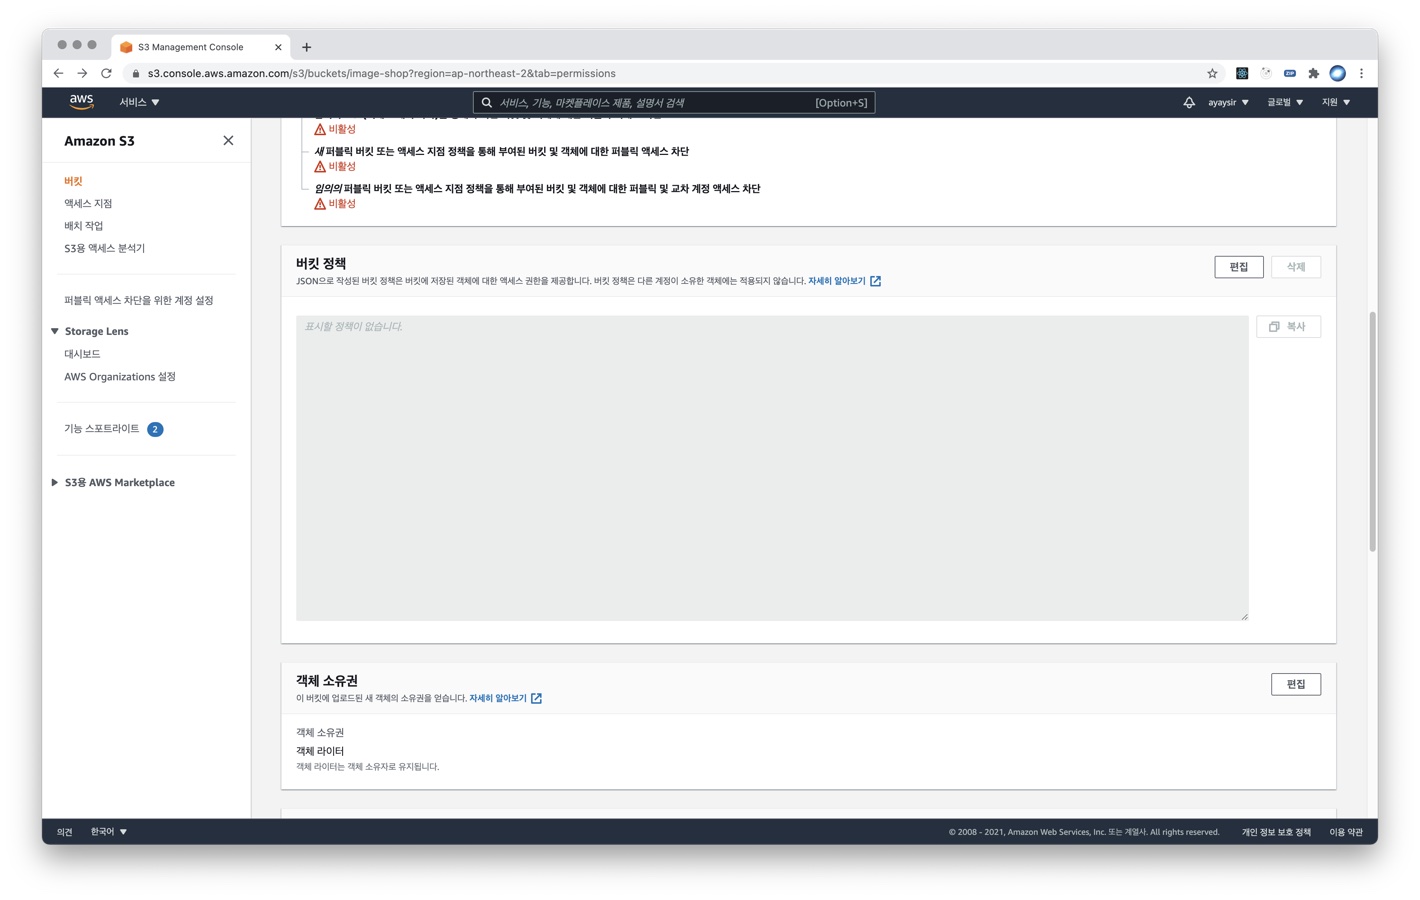 S3 Management Console
s3.console.aws.amazon.com/s3/buckets/image-shop?region=ap-northeast-2&tab=permissions
ZIP
aws
서비스
서비스, 기능, 마켓플레이스 제품, 설명서 검색
[Option+S]
ayaysir
글로벌
지원
Amazon S3
버킷
액세스 지점
배치 작업
S3용 액세스 분석기
퍼블릭 액세스 차단을 위한 계정 설정
Storage Lens
대시보드
AWS Organizations 설정
기능 스포트라이트 2
S3용 AWS Marketplace
비활성
새 퍼블릭 버킷 또는 액세스 지점 정책을 통해 부여된 버킷 및 객체에 대한 퍼블릭 액세스 차단
비활성
임의의 퍼블릭 버킷 또는 액세스 지점 정책을 통해 부여된 버킷 및 객체에 대한 퍼블릭 및 교차 계정 액세스 차단
비활성
버킷 정책
JSON으로 작성된 버킷 정책은 버킷에 저장된 객체에 대한 액세스 권한을 제공합니다. 버킷 정책은 다른 계정이 소유한 객체에는 적용되지 않습니다. 자세히 알아보기
편집
삭제
표시할 정책이 없습니다.
복사
객체 소유권
이 버킷에 업로드된 새 객체의 소유권을 얻습니다. 자세히 알아보기
편집
객체 소유권
객체 라이터
객체 라이터는 객체 소유자로 유지됩니다.
의견
한국어
© 2008 - 2021, Amazon Web Services, Inc. 또는 계열사. All rights reserved.
개인 정보 보호 정책
이용 약관